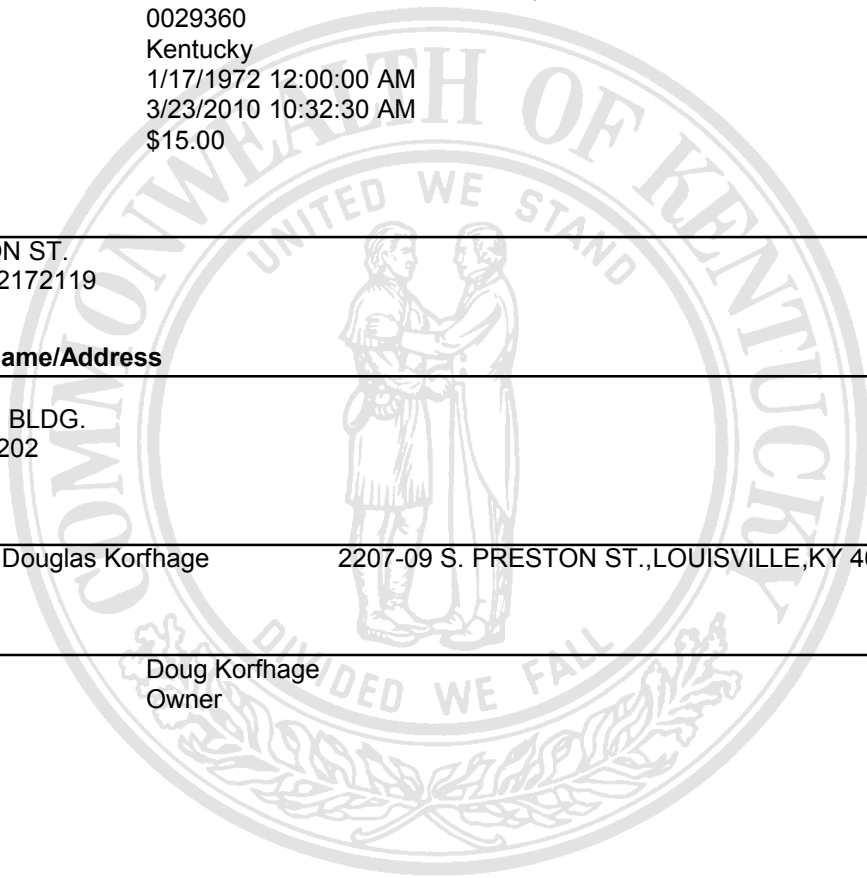 0029360
Kentucky
1/17/1972 12:00:00 AM
3/23/2010 10:32:30 AM
$15.00
COMMONWEALTH OF KENTUCKY
UNITED WE STAND
ON ST.
2172119
ame/Address
BLDG.
202
Douglas Korfhage 2207-09 S. PRESTON ST.,LOUISVILLE,KY 4
Doug Korfhage
Owner
DIVIDED WE FALL